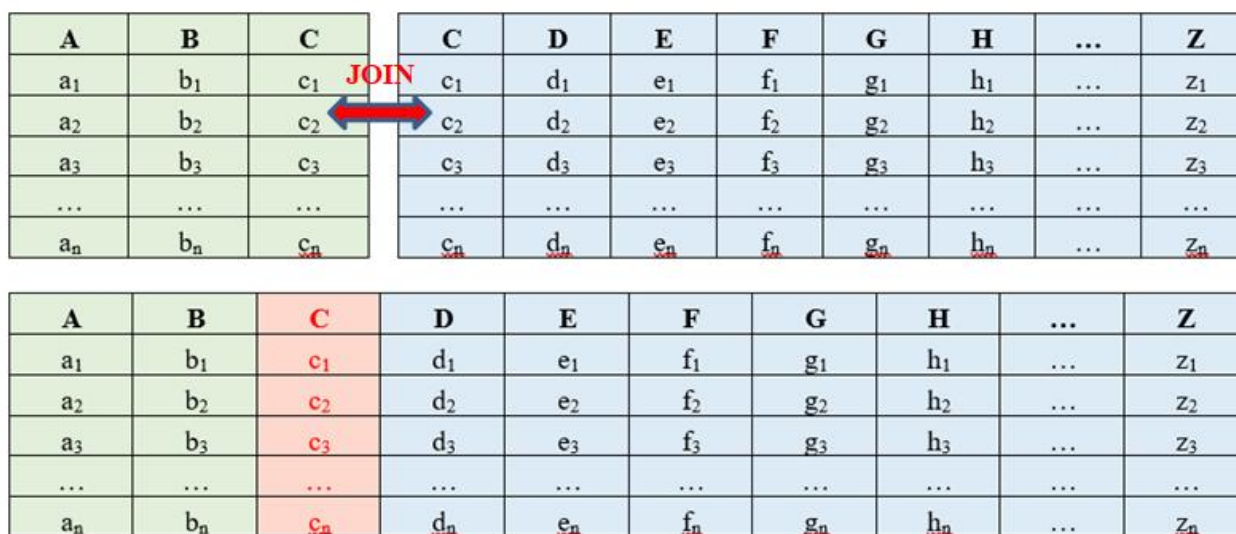 A B C C D E F G H … Z
JOIN
a₁ b₁ c₁ c₁ d₁ e₁ f₁ g₁ h₁ … z₁
a₂ b₂ c₂ c₂ d₂ e₂ f₂ g₂ h₂ … z₂
a₃ b₃ c₃ c₃ d₃ e₃ f₃ g₃ h₃ … z₃
… … … … … … … … … … …
aₙ bₙ cₙ cₙ dₙ eₙ fₙ gₙ hₙ … zₙ
A B C D E F G H … Z
a₁ b₁ c₁ d₁ e₁ f₁ g₁ h₁ … z₁
a₂ b₂ c₂ d₂ e₂ f₂ g₂ h₂ … z₂
a₃ b₃ c₃ d₃ e₃ f₃ g₃ h₃ … z₃
… … … … … … … … … …
aₙ bₙ cₙ dₙ eₙ fₙ gₙ hₙ … zₙ